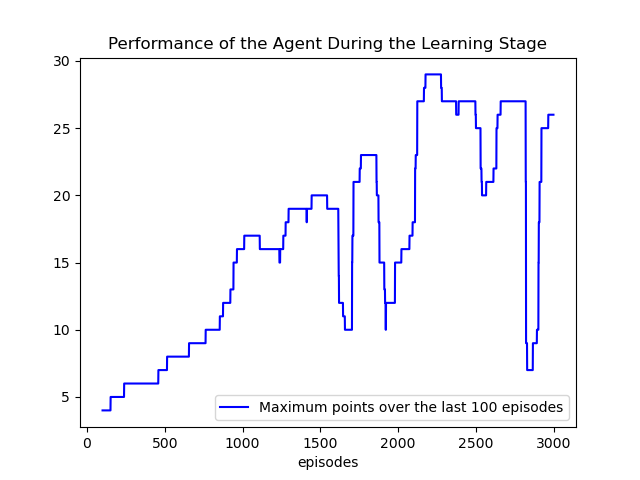 Performance of the Agent During the Learning Stage
30
25
20
15
10
5
Maximum points over the last 100 episodes
0 500 1000 1500 2000 2500 3000
episodes